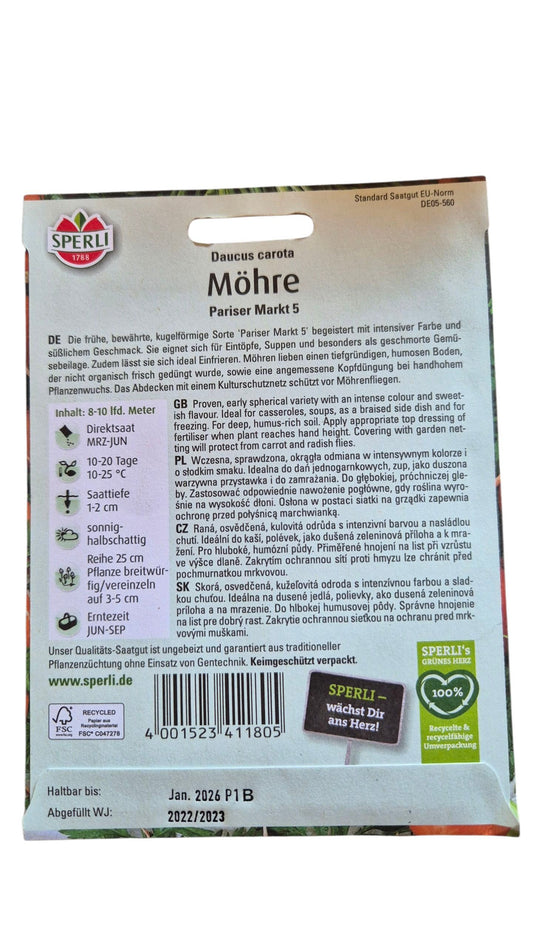 Standard Saatgut EU-Norm
DE05-560
SPERLI
1788
Daucus carota
Möhre
Pariser Markt 5
DE Die frühe, bewährte, kugelförmige Sorte 'Pariser Markt 5' begeistert mit intensiver Farbe und
süßlichem Geschmack. Sie eignet sich für Eintöpfe, Suppen und besonders als geschmorte Gemü-
sebeilage. Zudem lässt sie sich ideal Einfrieren. Möhren lieben einen tiefgründigen, humosen Boden,
der nicht organisch frisch gedüngt wurde, sowie eine angemessene Kopfdüngung bei handhohem
Pflanzenwuchs. Das Abdecken mit einem Kulturschutznetz schützt vor Möhrenfliegen.
Inhalt: 8-10 lfd. Meter
Direktsaat
MRZ-JUN
10-20 Tage
10-25 °C
Saattiefe
1-2 cm
sonnig-
halbschattig
Reihe 25 cm
Pflanze breitwür-
fig/vereinzeln
auf 3-5 cm
Erntezeit
JUN-SEP
GB Proven, early spherical variety with an intense colour and sweet-
ish flavour. Ideal for casseroles, soups, as a braised side dish and for
freezing. For deep, humus-rich soil. Apply appropriate top dressing of
fertiliser when plant reaches hand height. Covering with garden net-
ting will protect from carrot and radish flies.
PL Wczesna, sprawdzona, okrągła odmiana w intensywnym kolorze i
o słodkim smaku. Idealna do dań jednogarnkowych, zup, jako duszona
warzywna przystawka i do zamrażania. Do głębokiej, próchniczej gle-
by. Zastosować odpowiednie nawożenie pogłówne, gdy roślina wyro-
śnie na wysokość dłoni. Osłona w postaci siatki na grządki zapewnia
ochronę przed połyśnicą marchwianką.
CZ Raná, osvědčená, kulovitá odrůda s intenzivní barvou a nasládlou
chutí. Ideální do kaší, polévek, jako dušená zeleninová příloha a k mra-
žení. Pro hluboké, humózní půdy. Přiměřené hnojení na list při vzrůstu
ve výšce dlaně. Zakrytím ochrannou sítí proti hmyzu lze chránit před
pochmurnatkou mrkvovou.
SK Skorá, osvedčená, kužeľovitá odroda s intenzívnou farbou a slad-
kou chuťou. Ideálna na dusené jedlá, polievky, ako dusená zeleninová
príloha a na mrazenie. Do hlbokej humusovej pôdy. Správne hnojenie
na list pre dobrý rast. Zakrytie ochrannou sieťkou na ochranu pred mrk-
vovými muškami.
Unser Qualitäts-Saatgut ist ungebeizt und garantiert aus traditioneller
Pflanzenzüchtung ohne Einsatz von Gentechnik. Keimgeschützt verpackt.
www.sperli.de
FSC
www.fsc.org
RECYCLED
Papier aus
Recyclingmaterial
FSC® C047278
4 001523 411805
SPERLI –
wächst Dir
ans Herz!
SPERLI's
GRÜNES HERZ
100%
Recycelte &
recyclefähige
Umverpackung
Haltbar bis: Jan. 2026 P1B
Abgefüllt WJ: 2022/2023